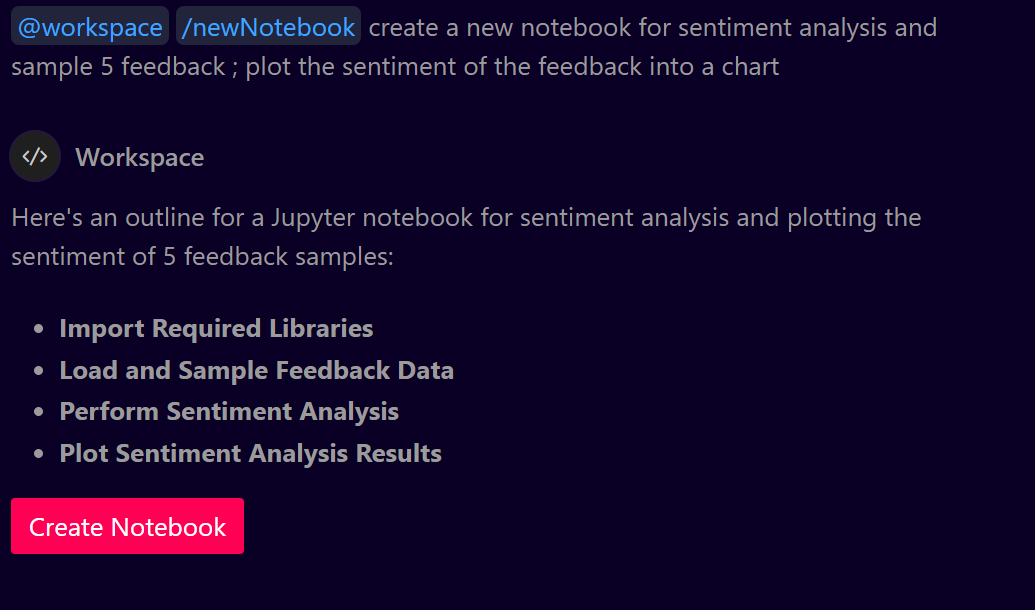 @workspace /newNotebook create a new notebook for sentiment analysis and
sample 5 feedback ; plot the sentiment of the feedback into a chart
</> Workspace
Here's an outline for a Jupyter notebook for sentiment analysis and plotting the
sentiment of 5 feedback samples:
• Import Required Libraries
• Load and Sample Feedback Data
• Perform Sentiment Analysis
• Plot Sentiment Analysis Results
Create Notebook